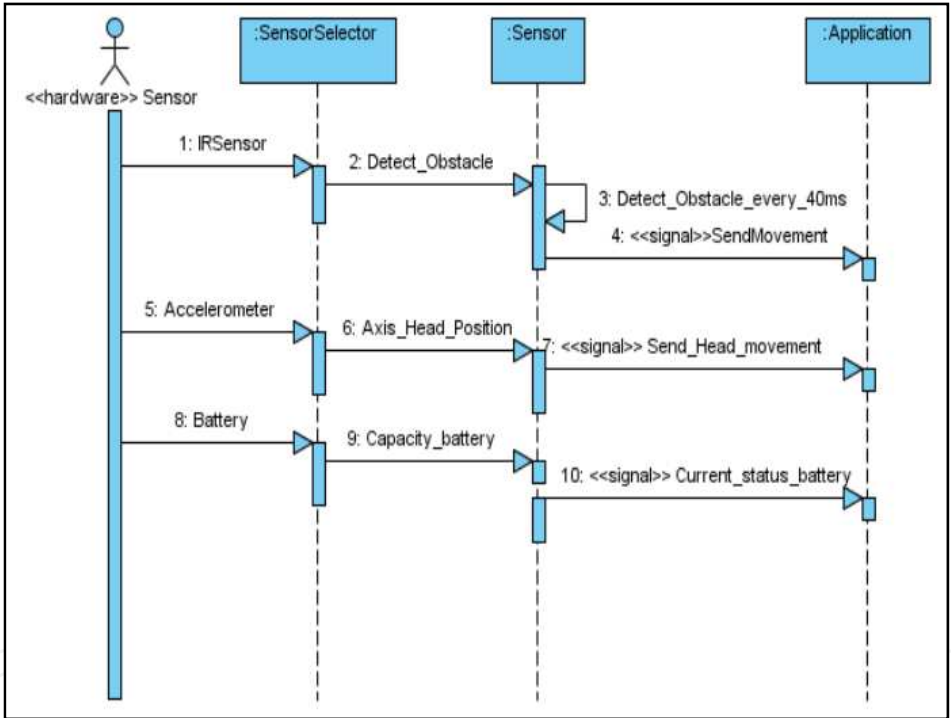 :SensorSelector
:Sensor
:Application
<<hardware>> Sensor
1: IRSensor
2: Detect_Obstacle
3: Detect_Obstacle_every_40ms
4: <<signal>>SendMovement
5: Accelerometer
6: Axis_Head_Position
7: <<signal>> Send_Head_movement
8: Battery
9: Capacity_battery
10: <<signal>> Current_status_battery